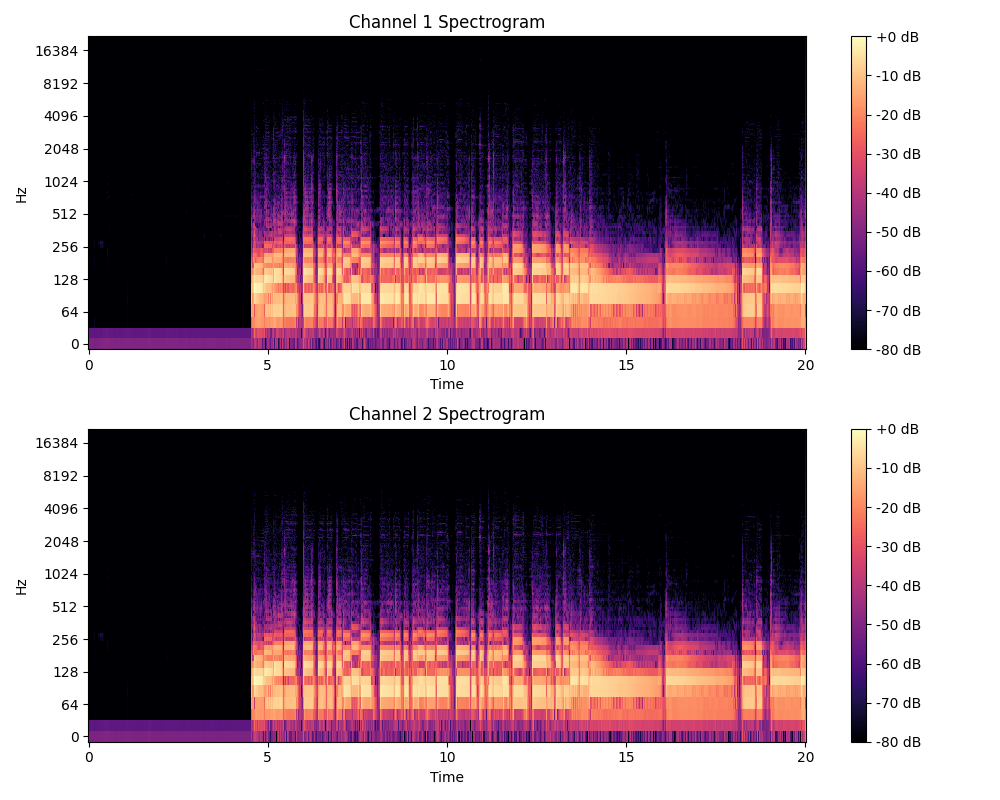 Channel 1 Spectrogram
16384
8192
4096
2048
1024
512
256
128
64
0
Hz
0 5 10 15 20
Time
+0 dB
-10 dB
-20 dB
-30 dB
-40 dB
-50 dB
-60 dB
-70 dB
-80 dB
Channel 2 Spectrogram
16384
8192
4096
2048
1024
512
256
128
64
0
Hz
0 5 10 15 20
Time
+0 dB
-10 dB
-20 dB
-30 dB
-40 dB
-50 dB
-60 dB
-70 dB
-80 dB